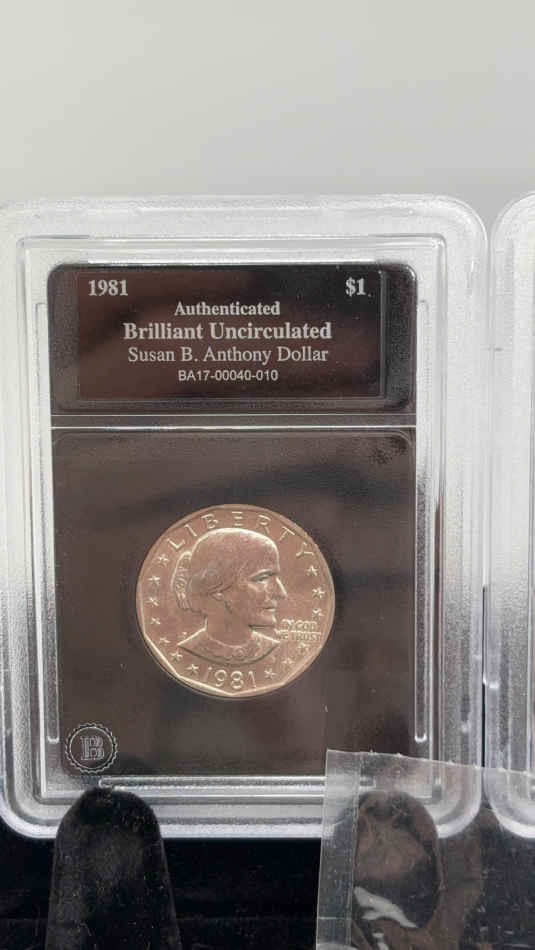 1981 $1
Authenticated
Brilliant Uncirculated
Susan B. Anthony Dollar
BA17-00040-010
LIBERTY
IN GOD
WE TRUST
1981